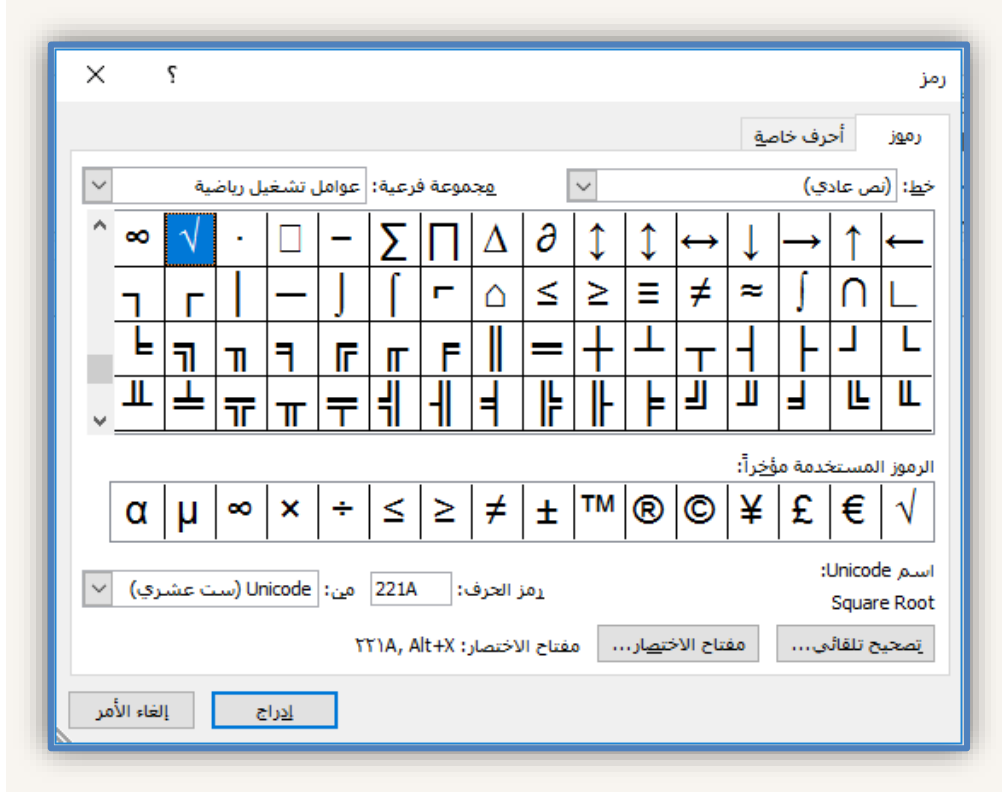 رمز ؟ ×
رموز أحرف خاصة
خط: (نص عادي) مجموعة فرعية: عوامل تشغيل رياضية
← ↑ → ↓ ↔ ↕ ↨ ∂ ∆ ∏ ∑ − ∙ √ ∞
∟ ∩ ∫ ≈ ≠ ≡ ≥ ≤ ⌂ ⌐ ⌠ ⌡ ─ │ ┌ ┐
└ ┘ ├ ┤ ┬ ┴ ┼ ═ ║ ╒ ╓ ╔ ╕ ╖ ╗ ╘
╙ ╚ ╛ ╜ ╝ ╞ ╟ ╠ ╡ ╢ ╣ ╤ ╥ ╦ ╧ ╨
الرموز المستخدمة مؤخراً:
√ € £ ¥ © ® ™ ± ≠ ≥ ≤ ÷ × ∞ µ α
اسم Unicode:
Square Root
رمز الحرف: 221A من: Unicode (ست عشري)
تصحيح تلقائي... مفتاح الاختصار... مفتاح الاختصار: ٢٢١A, Alt+X
إدراج إلغاء الأمر